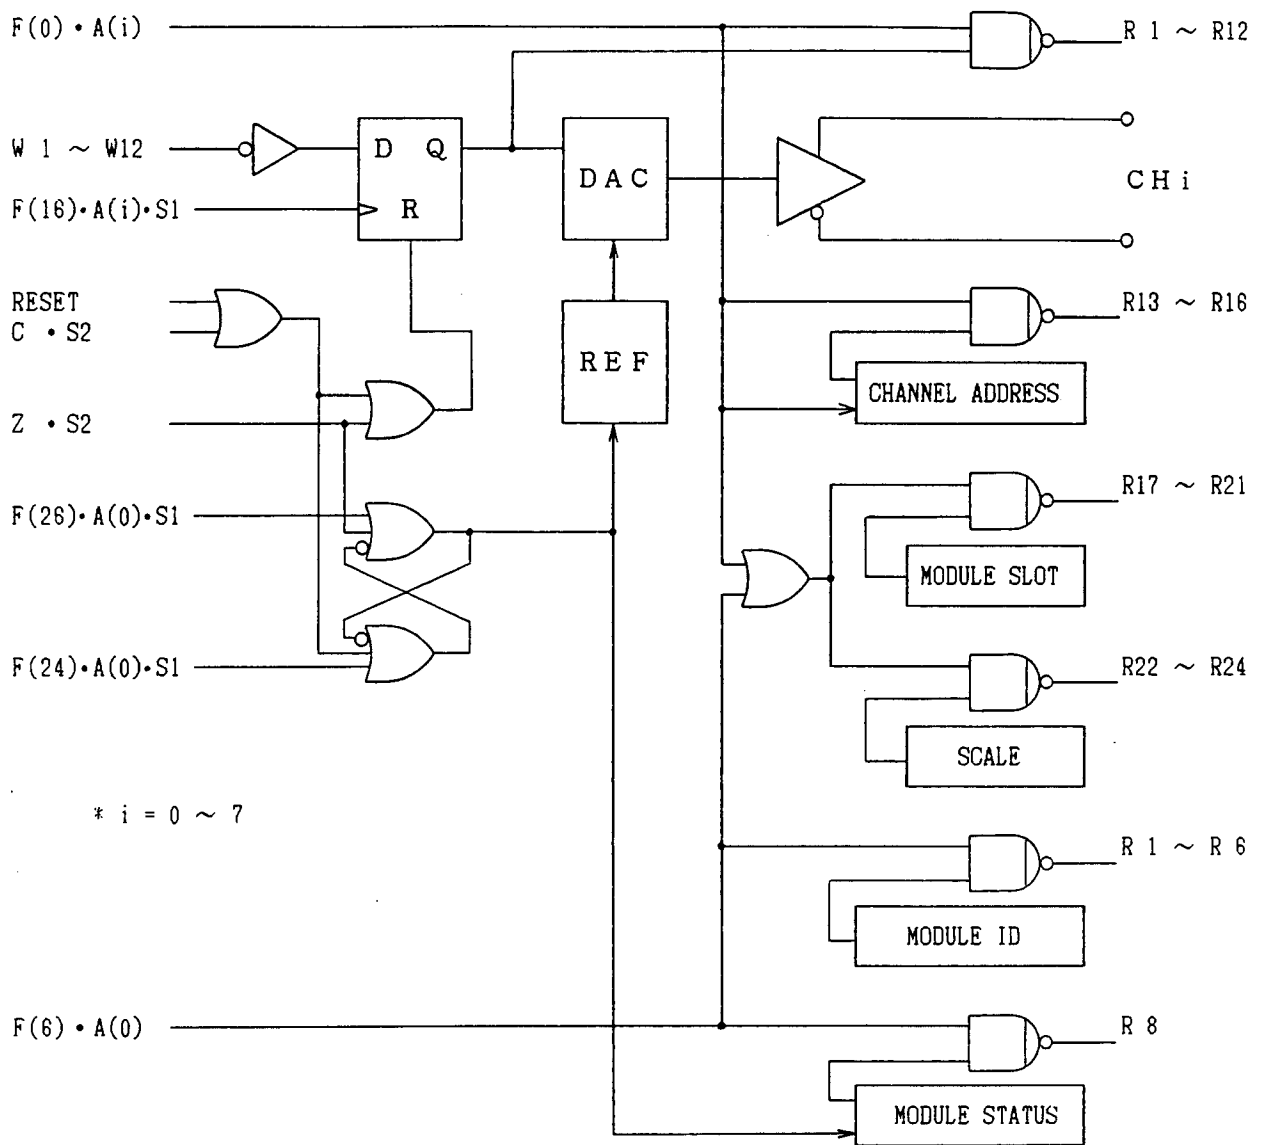 F(0)・A(i)
R 1 ～ R12
W 1 ～ W12
D Q
R
DAC
CHi
F(16)・A(i)・S1
RESET
C ・S2
REF
R13 ～ R16
CHANNEL ADDRESS
Z ・S2
F(26)・A(0)・S1
R17 ～ R21
MODULE SLOT
F(24)・A(0)・S1
R22 ～ R24
SCALE
* i = 0 ～ 7
R 1 ～ R 6
MODULE ID
F(6)・A(0)
R 8
MODULE STATUS